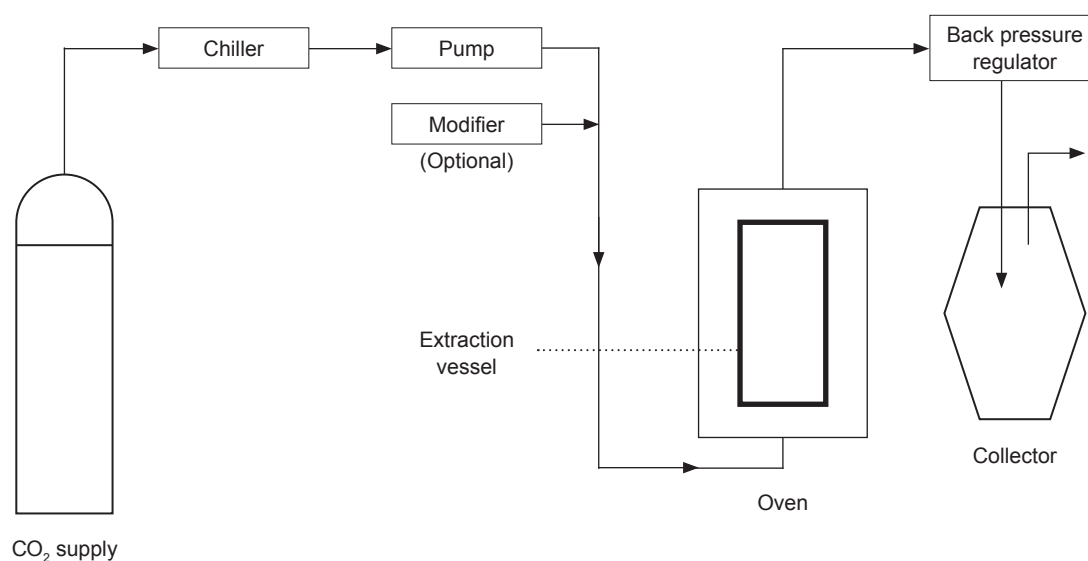 Chiller
Pump
Back pressure
regulator
Modifier
(Optional)
Extraction
vessel
Collector
Oven
CO₂ supply